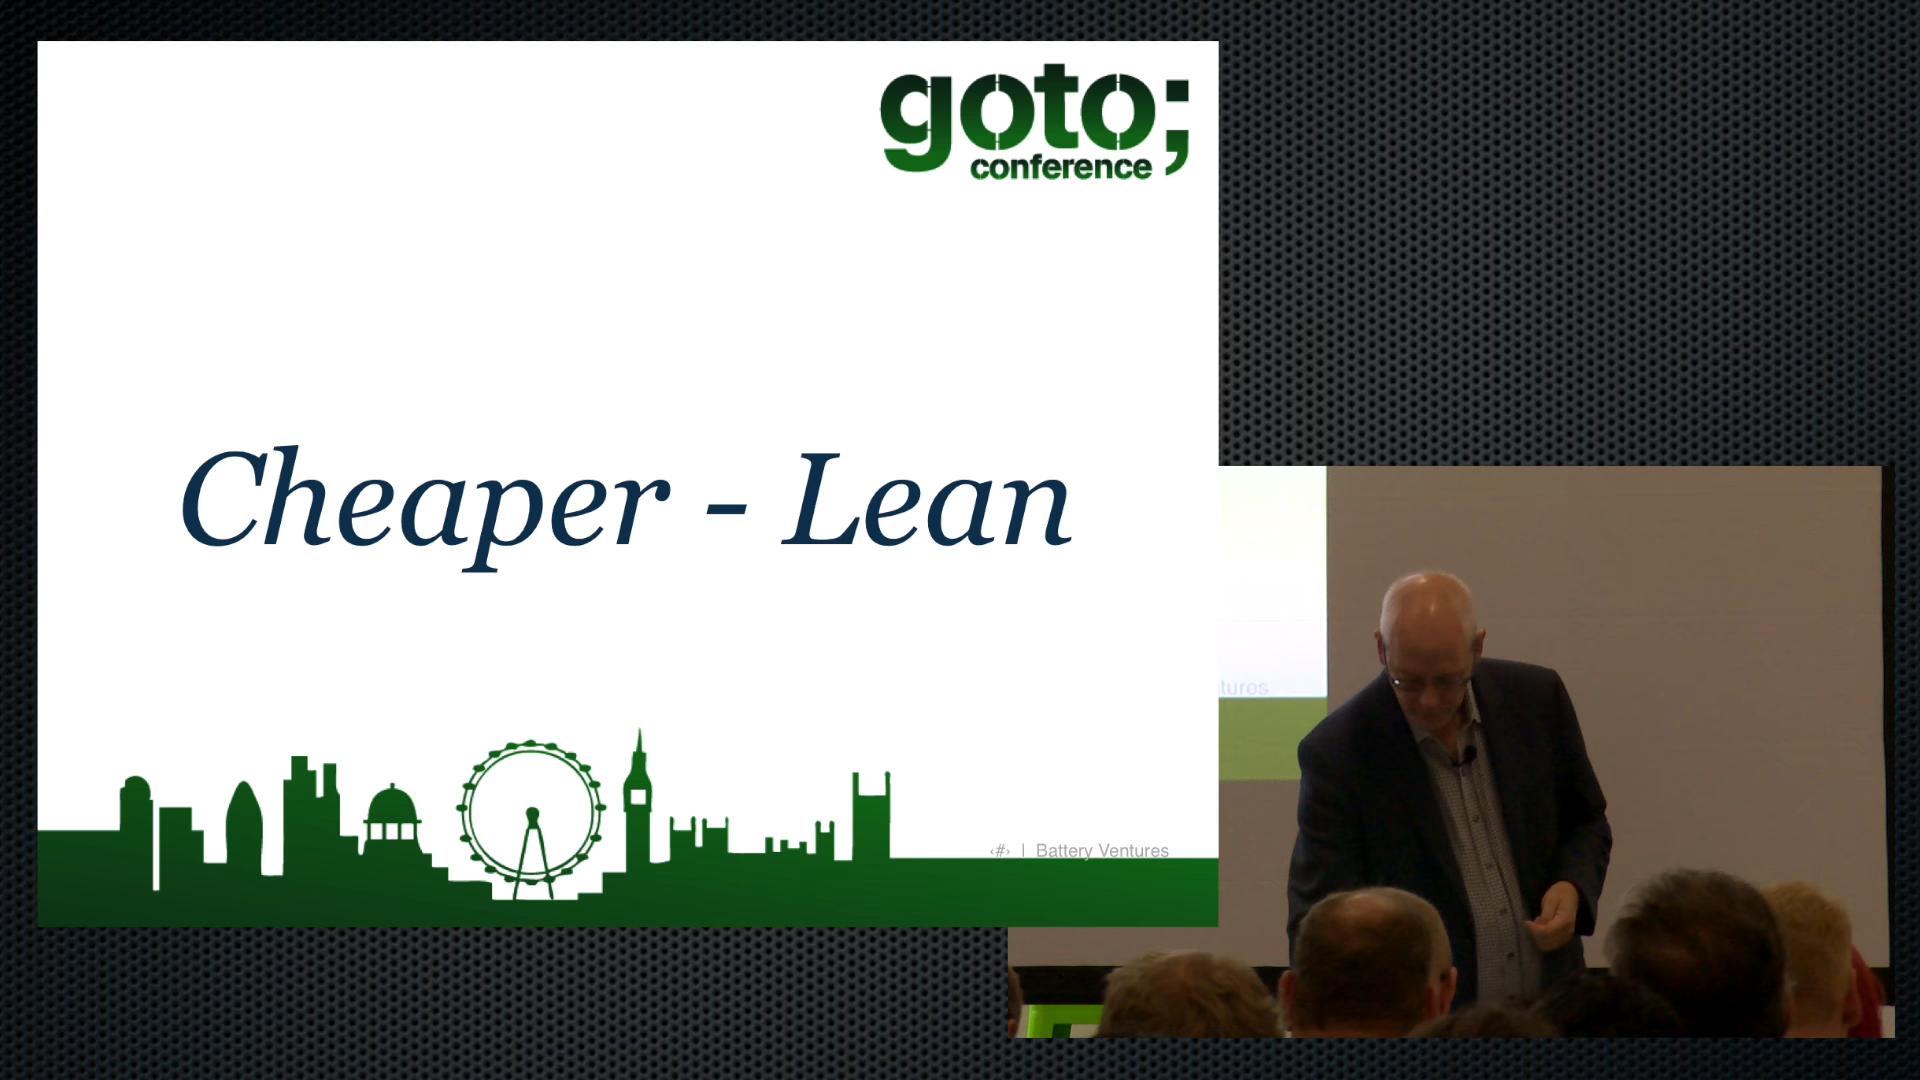 goto;
conference
Cheaper - Lean
‹#› | Battery Ventures
tures